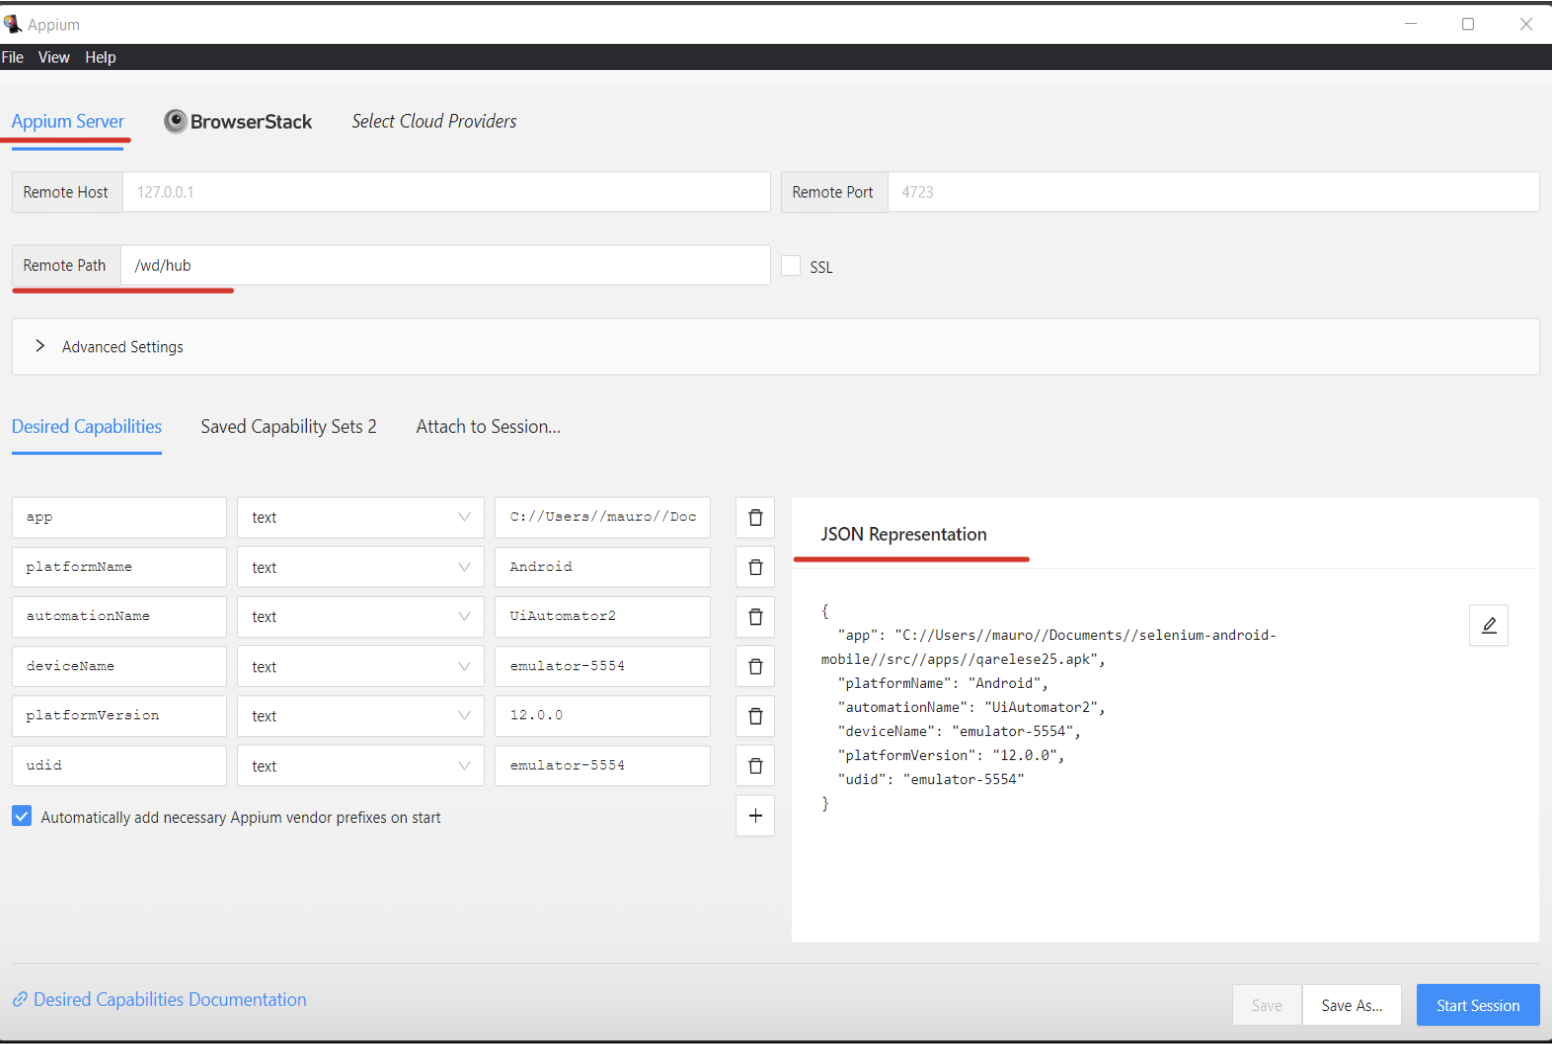 Appium
File View Help
Appium Server BrowserStack Select Cloud Providers
Remote Host 127.0.0.1 Remote Port 4723
Remote Path /wd/hub SSL
Advanced Settings
Desired Capabilities Saved Capability Sets 2 Attach to Session...
app text C://Users//mauro//Doc
platformName text Android
automationName text UiAutomator2
deviceName text emulator-5554
platformVersion text 12.0.0
udid text emulator-5554
Automatically add necessary Appium vendor prefixes on start
JSON Representation
{
"app": "C://Users//mauro//Documents//selenium-android-
mobile//src//apps//qarelese25.apk",
"platformName": "Android",
"automationName": "UiAutomator2",
"deviceName": "emulator-5554",
"platformVersion": "12.0.0",
"udid": "emulator-5554"
}
Desired Capabilities Documentation
Save Save As... Start Session